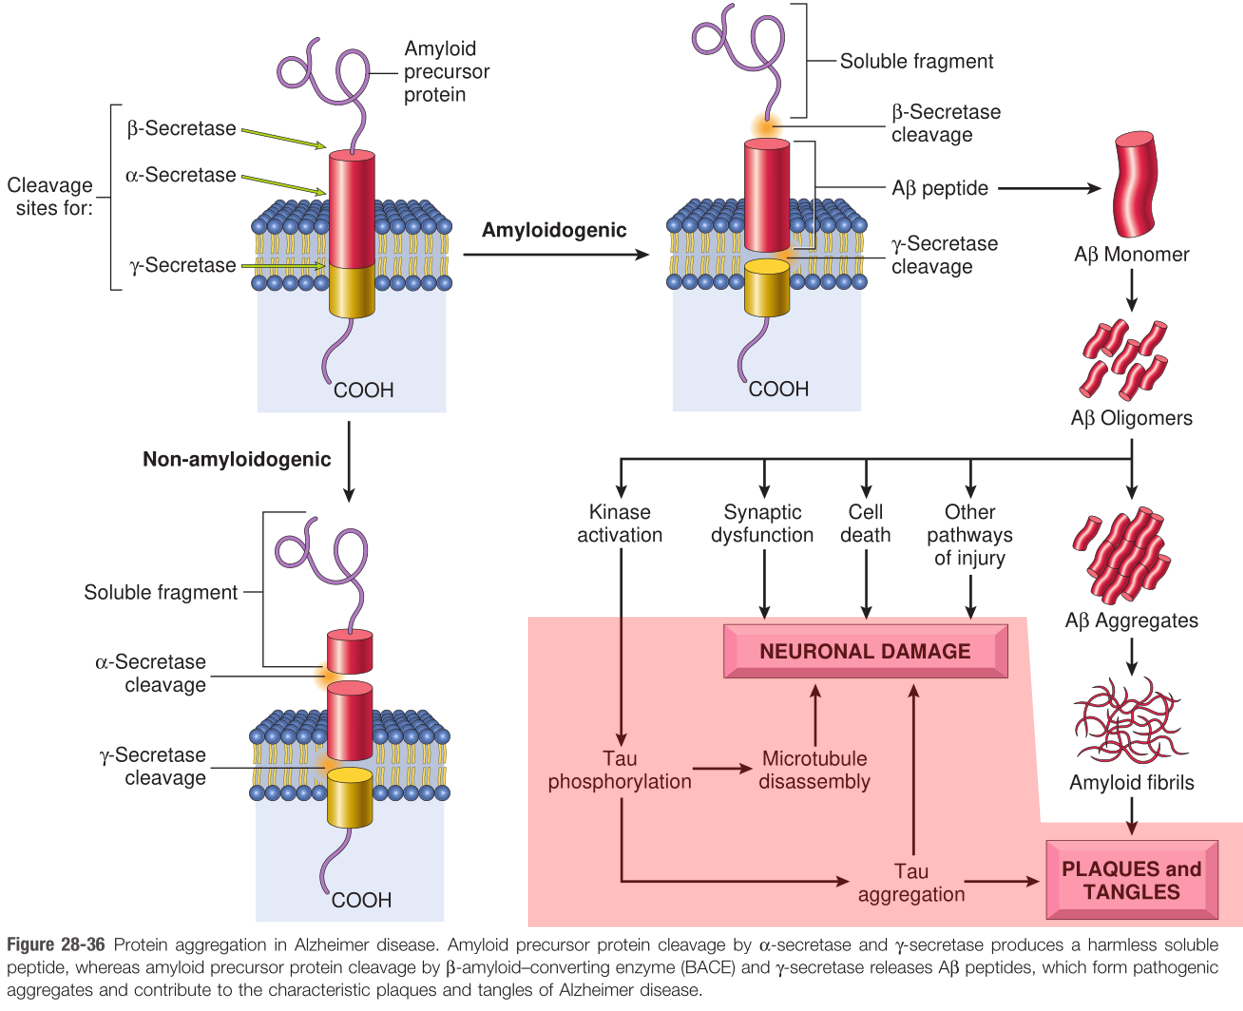 Amyloid
precursor
protein
β-Secretase
α-Secretase
Cleavage
sites for:
γ-Secretase
COOH
Amyloidogenic
Soluble fragment
β-Secretase
cleavage
Aβ peptide
γ-Secretase
cleavage
COOH
Aβ Monomer
Aβ Oligomers
Non-amyloidogenic
Soluble fragment
α-Secretase
cleavage
γ-Secretase
cleavage
COOH
Kinase
activation
Synaptic
dysfunction
Cell
death
Other
pathways
of injury
Aβ Aggregates
NEURONAL DAMAGE
Tau
phosphorylation
Microtubule
disassembly
Amyloid fibrils
Tau
aggregation
PLAQUES and
TANGLES
Figure 28-36 Protein aggregation in Alzheimer disease. Amyloid precursor protein cleavage by α-secretase and γ-secretase produces a harmless soluble
peptide, whereas amyloid precursor protein cleavage by β-amyloid–converting enzyme (BACE) and γ-secretase releases Aβ peptides, which form pathogenic
aggregates and contribute to the characteristic plaques and tangles of Alzheimer disease.